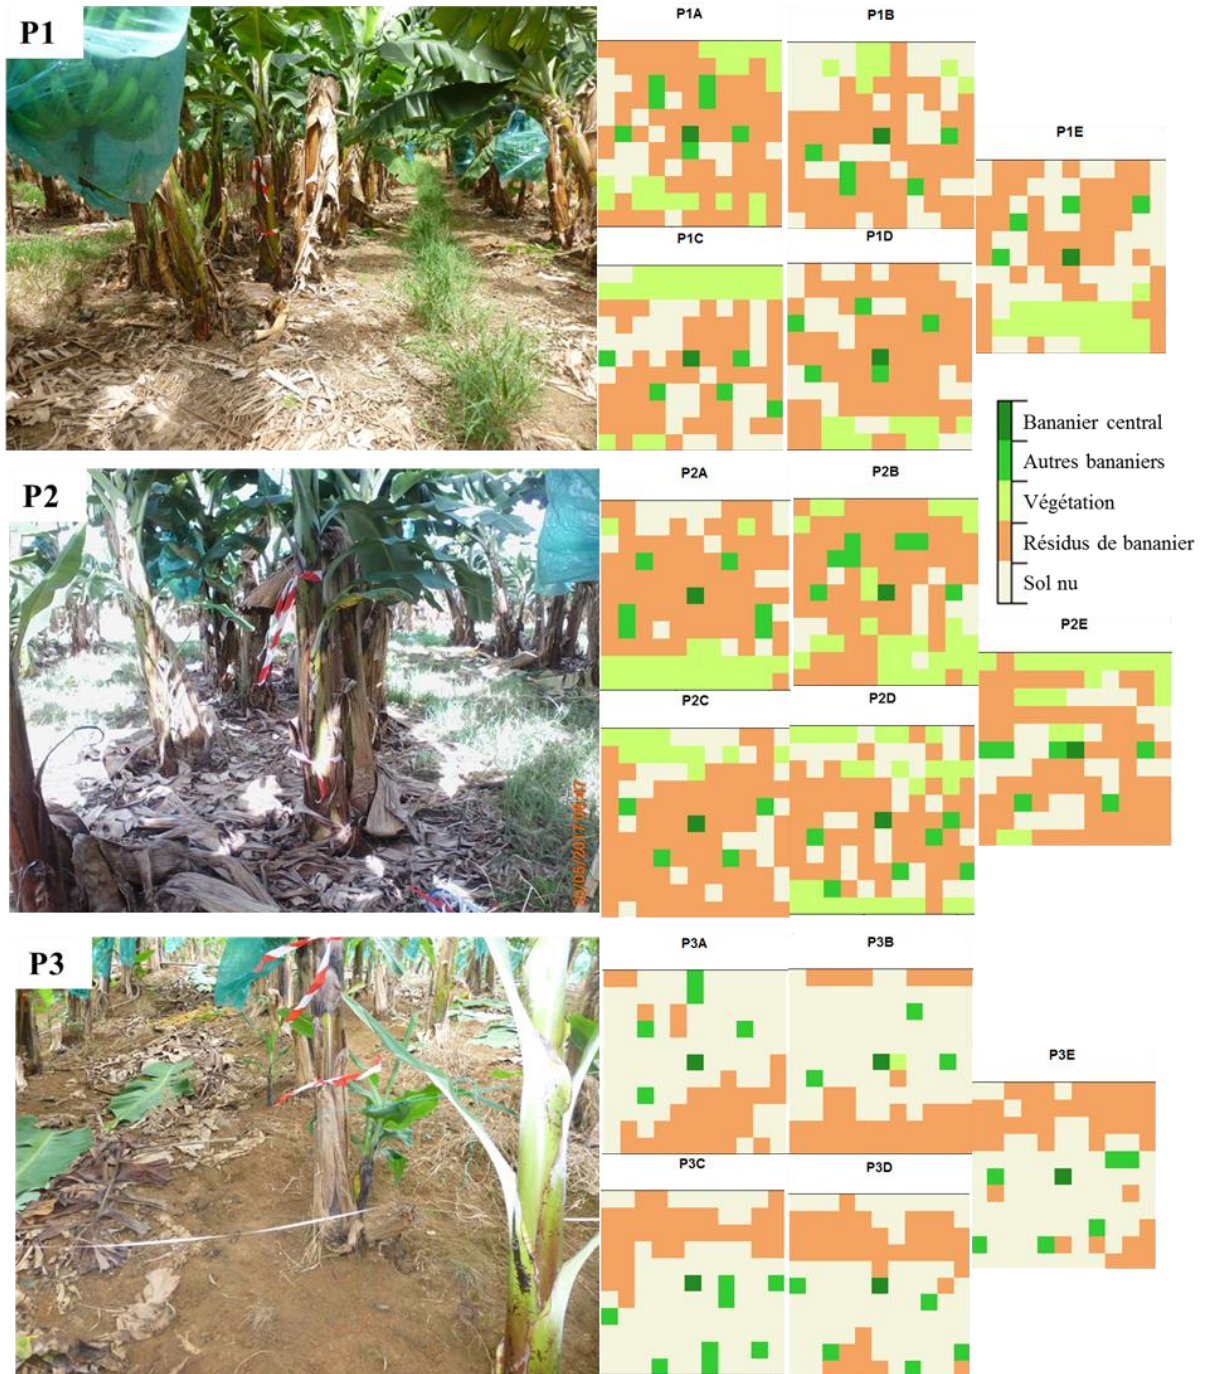 P1
P1A
P1B
P1E
P1C
P1D
Bananier central
Autres bananiers
Végétation
Résidus de bananier
Sol nu
P2
P2A
P2B
P2E
P2C
P2D
P3
P3A
P3B
P3E
P3C
P3D